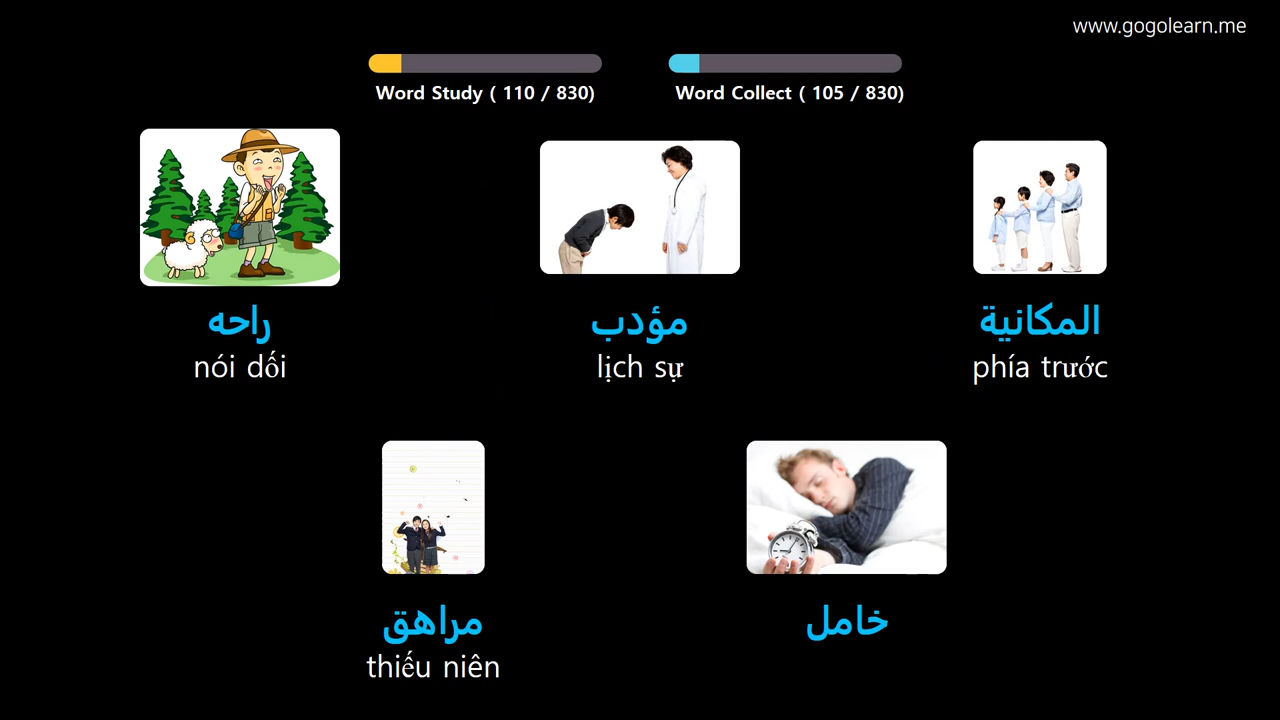 www.gogolearn.me
Word Study ( 110 / 830)
Word Collect ( 105 / 830)
راحه
nói dối
مؤدب
lịch sự
المكانية
phía trước
مراهق
thiếu niên
خامل